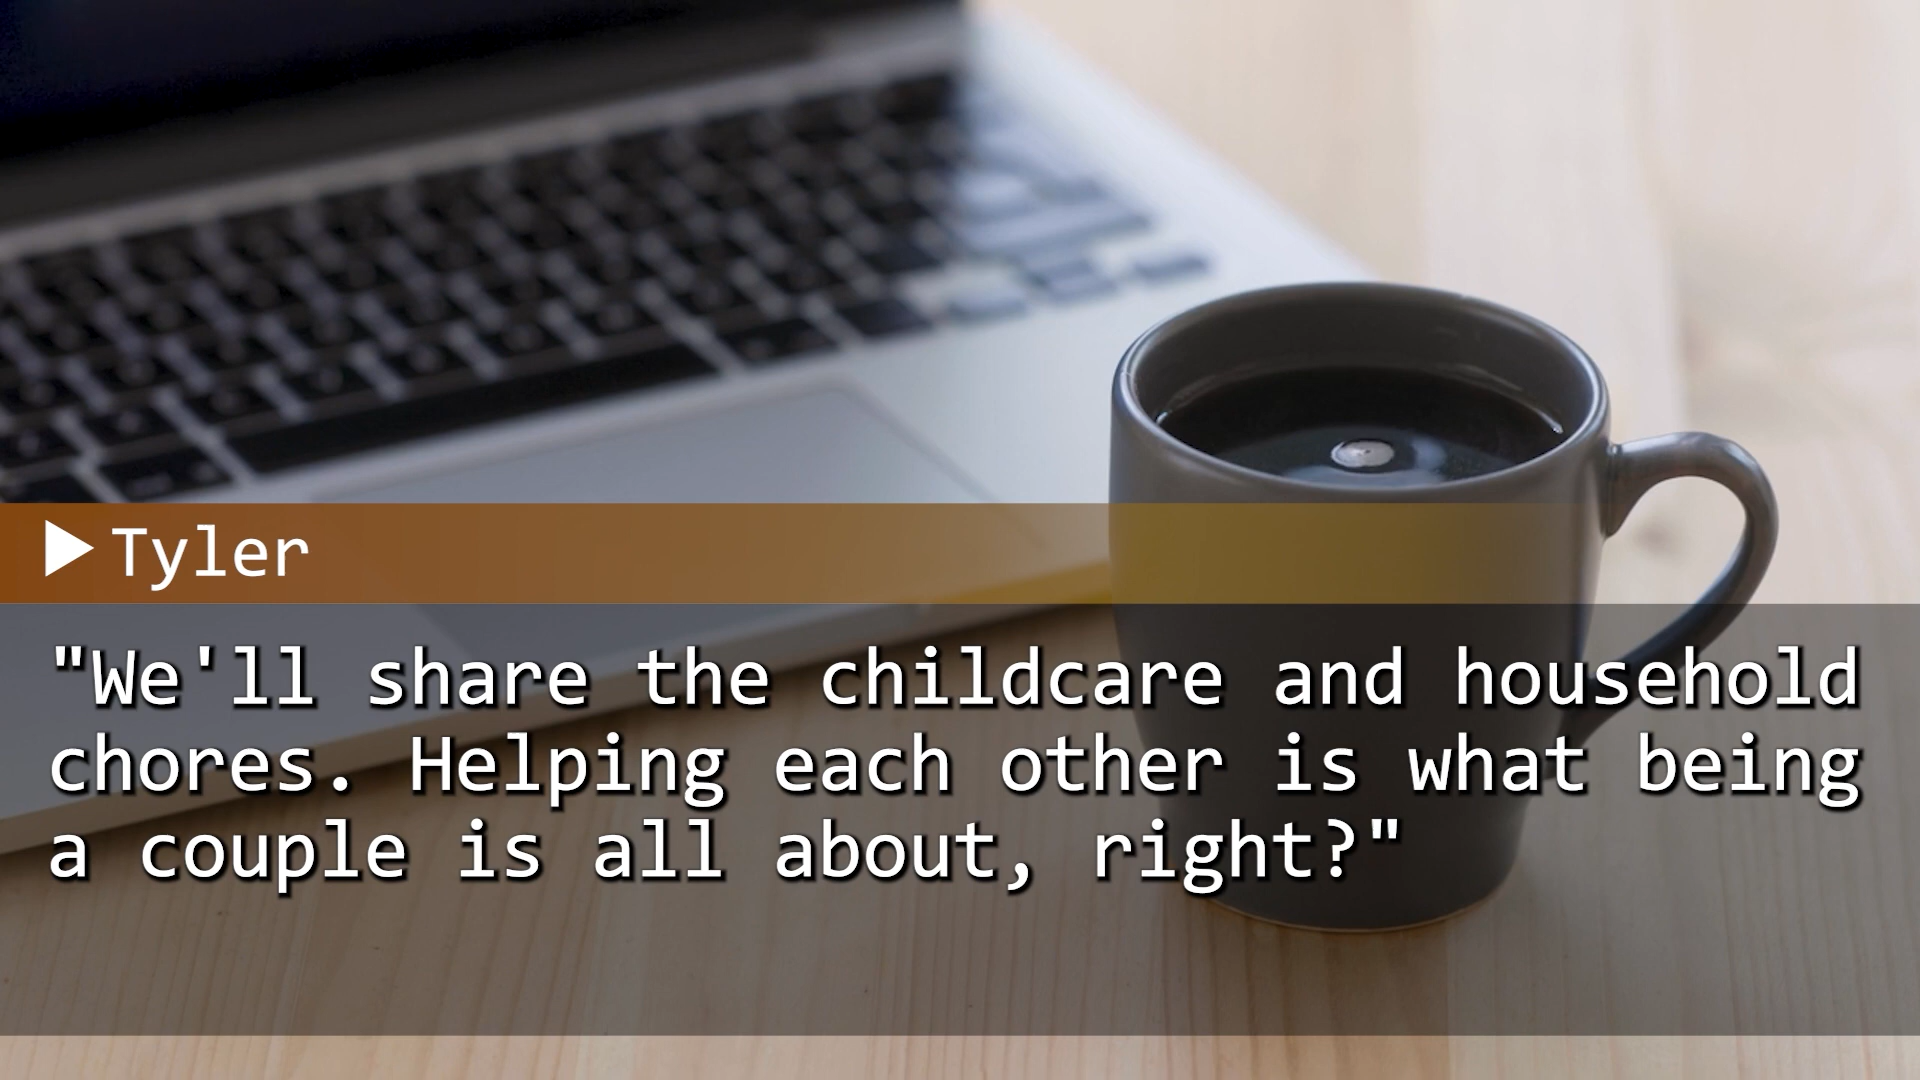 ▶Tyler
"We'll share the childcare and household
chores. Helping each other is what being
a couple is all about, right?"